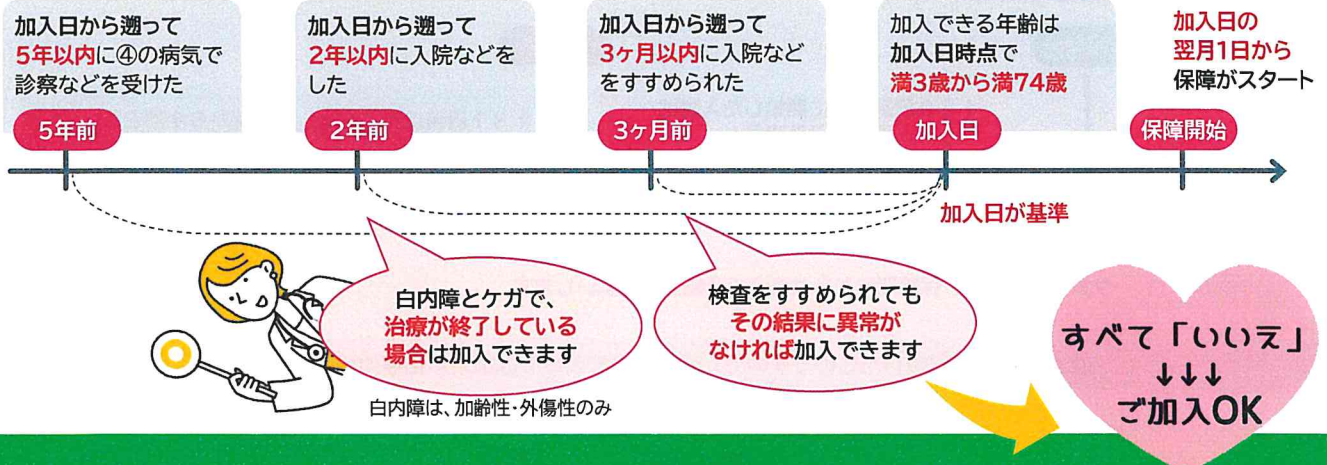 加入日から遡って
5年以内に④の病気で
診察などを受けた
5年前
加入日から遡って
2年以内に入院などを
した
2年前
加入日から遡って
3ヶ月以内に入院など
をすすめられた
3ヶ月前
加入できる年齢は
加入日時点で
満3歳から満74歳
加入日
加入日の
翌月1日から
保障がスタート
保障開始
加入日が基準
白内障とケガで、
治療が終了している
場合は加入できます
白内障は、加齢性・外傷性のみ
検査をすすめられても
その結果に異常が
なければ加入できます
すべて「いいえ」
↓↓↓
ご加入OK